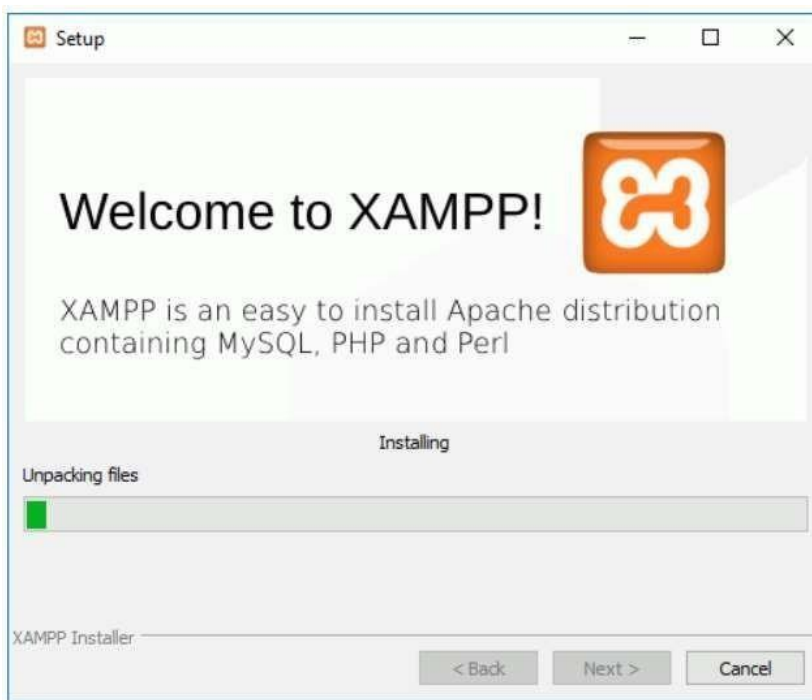 Setup
Welcome to XAMPP!
XAMPP is an easy to install Apache distribution
containing MySQL, PHP and Perl
Installing
Unpacking files
XAMPP Installer
< Back Next > Cancel